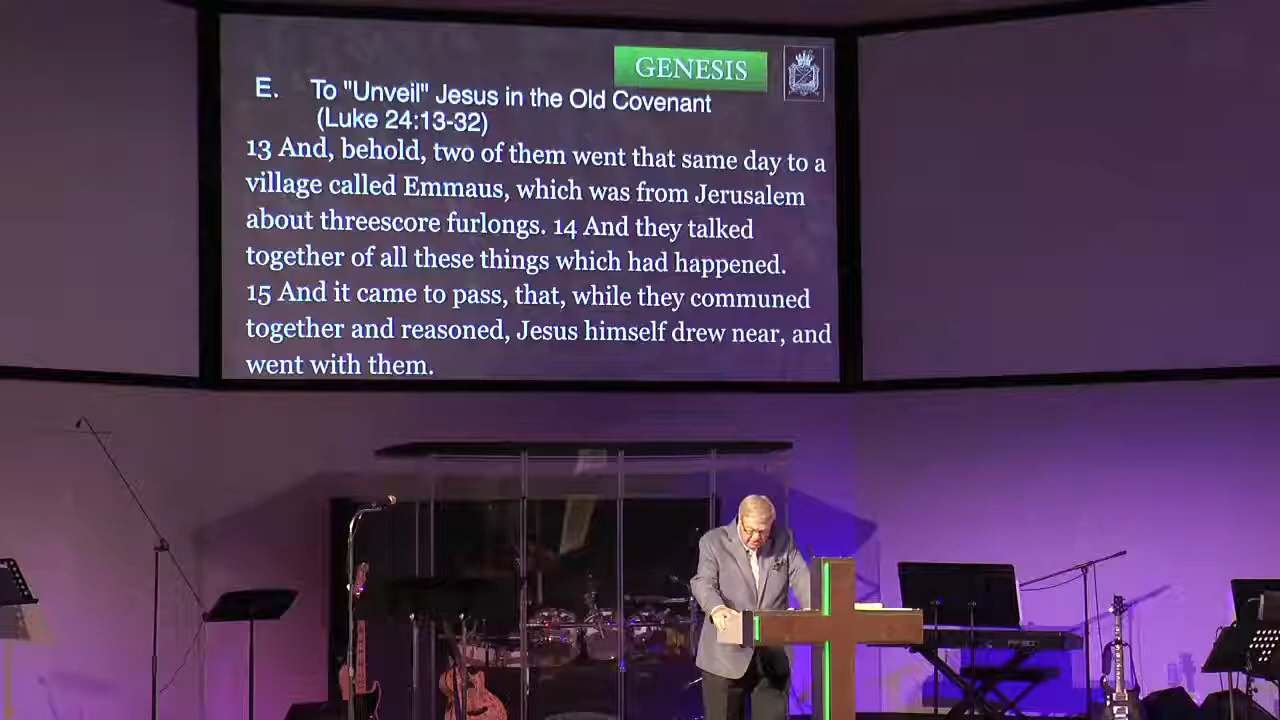 GENESIS
E. To "Unveil" Jesus in the Old Covenant
(Luke 24:13-32)
13 And, behold, two of them went that same day to a
village called Emmaus, which was from Jerusalem
about threescore furlongs. 14 And they talked
together of all these things which had happened.
15 And it came to pass, that, while they communed
together and reasoned, Jesus himself drew near, and
went with them.